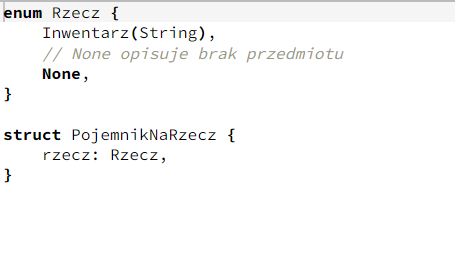 enum Rzecz {
    Inwentarz(String),
    // None opisuje brak przedmiotu
    None,
}

struct PojemnikNaRzecz {
    rzecz: Rzecz,
}